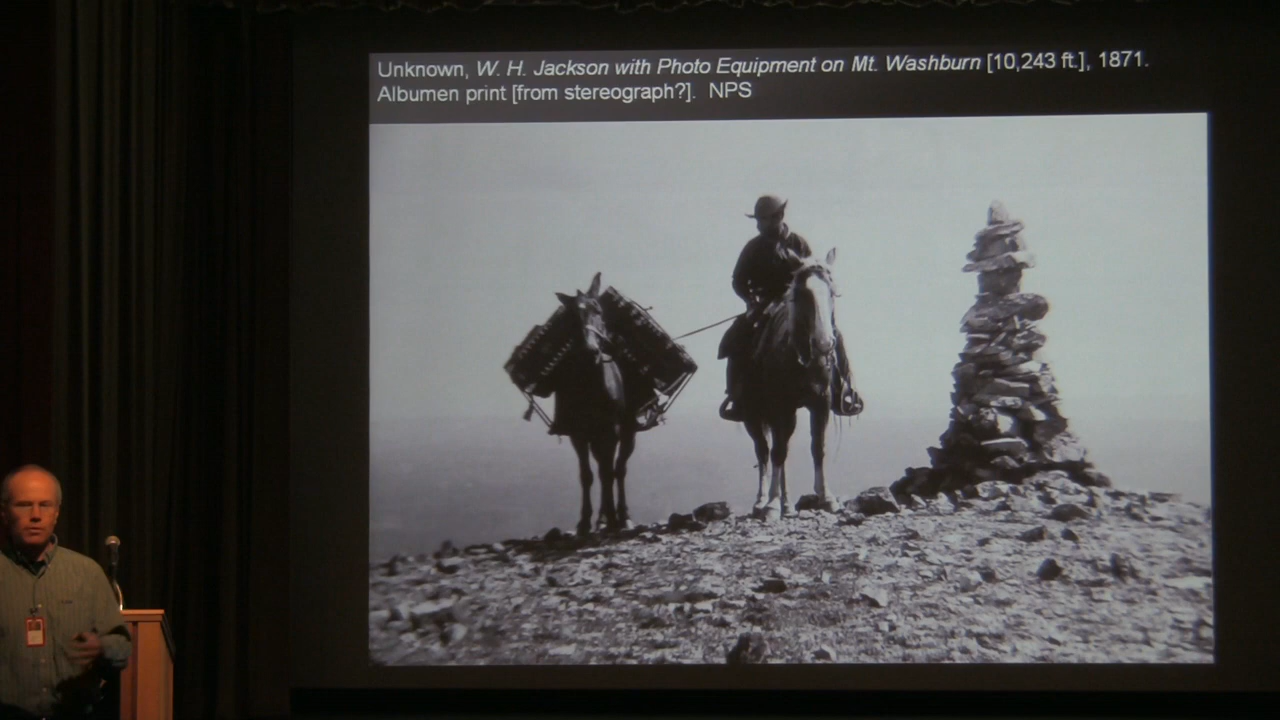 Unknown, W. H. Jackson with Photo Equipment on Mt. Washburn [10,243 ft.], 1871.
Albumen print [from stereograph?].  NPS